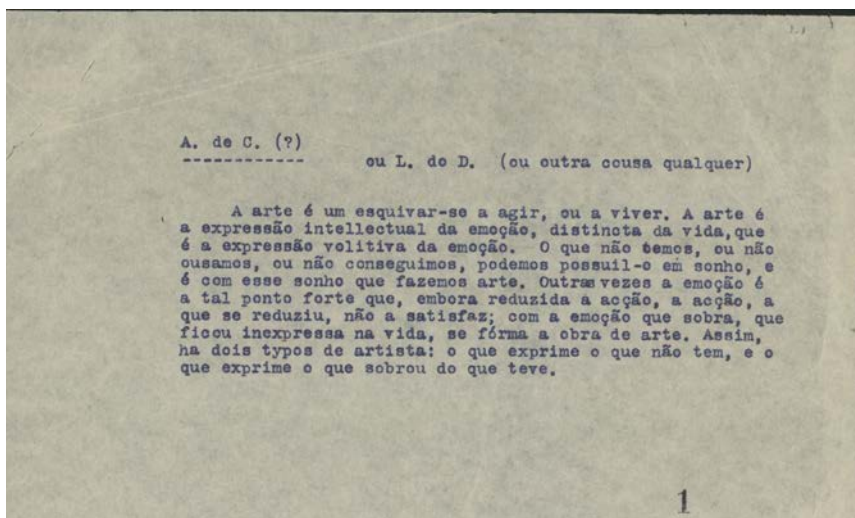 A. de C. (?)
------------
ou L. do D. (ou outra cousa qualquer)
A arte é um esquivar-se a agir, ou a viver. A arte é
a expressão intellectual da emoção, distincta da vida,que
é a expressão volitiva da emoção. O que não temos, ou não
ousamos, ou não conseguimos, podemos possuil-o em sonho, e
é com esse sonho que fazemos arte. Outras vezes a emoção é
a tal ponto forte que, embora reduzida a acção, a acção, a
que se reduziu, não a satisfaz; com a emoção que sobra, que
ficou inexpressa na vida, se fórma a obra de arte. Assim,
ha dois typos de artista: o que exprime o que não tem, e o
que exprime o que sobrou do que teve.
1